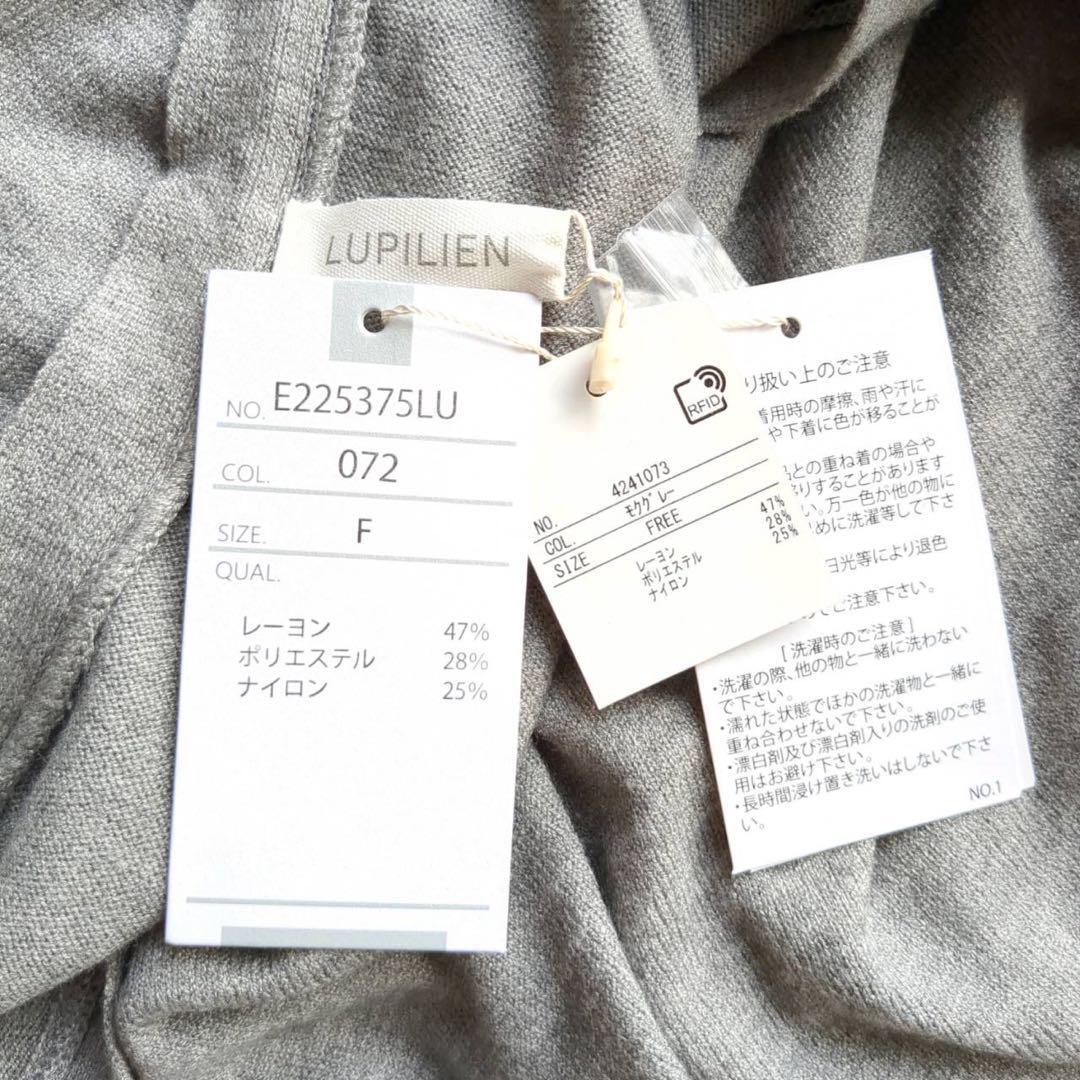 LUPILIEN
NO. E225375LU
COL. 072
SIZE. F
QUAL.
レーヨン 47%
ポリエステル 28%
ナイロン 25%
RFID
NO. 4241073
COL. ﾓｸｸﾞﾚｰ
SIZE FREE
レーヨン 47%
ポリエステル 28%
ナイロン 25%
り扱い上のご注意
着用時の摩擦、雨や汗に
や下着に色が移ることが
との重ね着の場合や
りすることがあります
い。万一色が他の物に
めに洗濯等して下さ
日光等により退色
でご注意下さい。
[洗濯時のご注意]
・洗濯の際、他の物と一緒に洗わない
で下さい。
・濡れた状態でほかの洗濯物と一緒に
重ね合わせないで下さい。
・漂白剤及び漂白剤入りの洗剤のご使
用はお避け下さい。
・長時間浸け置き洗いはしないで下さ
い。
NO.1